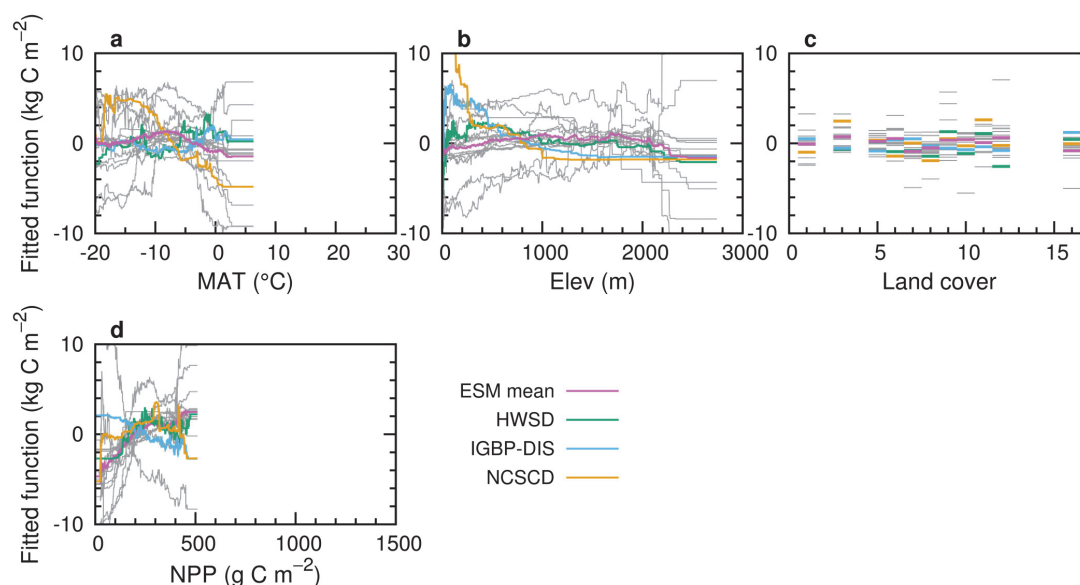 a
b
c
Fitted function (kg C m−2)
10
0
-10
-20 -10 0 10 20 30
MAT (°C)
10
0
-10
0 1000 2000 3000
Elev (m)
10
0
-10
0 5 10 15
Land cover
d
Fitted function (kg C m−2)
10
0
-10
0 500 1000 1500
NPP (g C m−2)
ESM mean
HWSD
IGBP-DIS
NCSCD